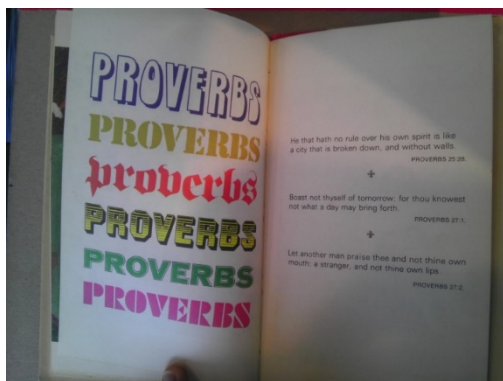 PROVERBS
PROVERBS
proverbs
PROVERBS
PROVERBS
PROVERBS
He that hath no rule over his own spirit is like
a city that is broken down, and without walls.
PROVERBS 25:28.
Boast not thyself of tomorrow; for thou knowest
not what a day may bring forth.
PROVERBS 27:1.
Let another man praise thee and not thine own
mouth; a stranger, and not thine own lips.
PROVERBS 27:2.